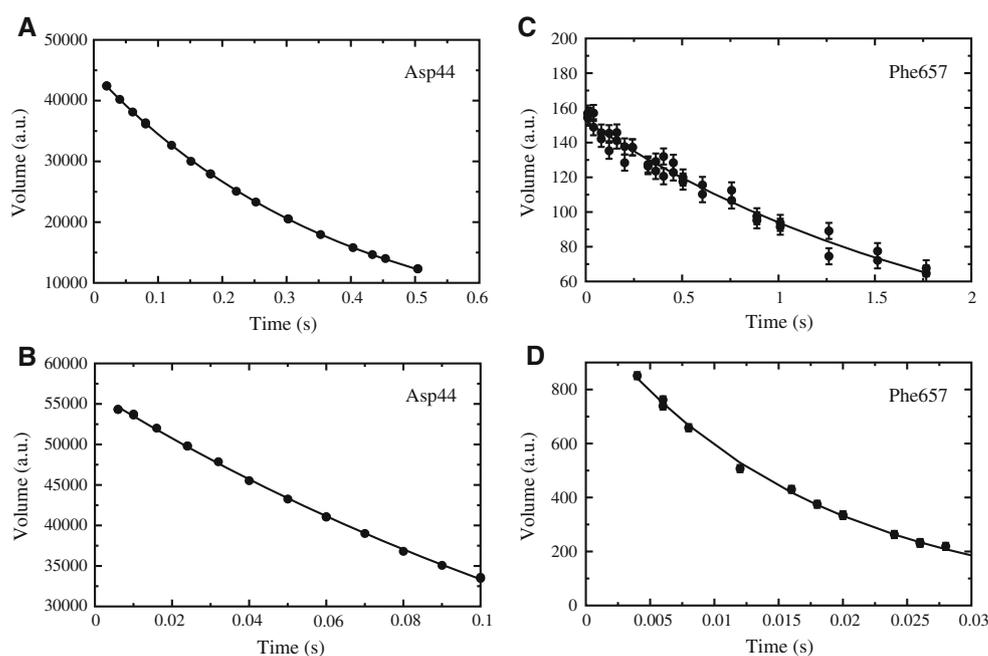 A
50000
40000
30000
20000
10000
Volume (a.u.)
Asp44
0 0.1 0.2 0.3 0.4 0.5 0.6
Time (s)
C
200
180
160
140
120
100
80
60
Volume (a.u.)
Phe657
0 0.5 1 1.5 2
Time (s)
B
60000
55000
50000
45000
40000
35000
30000
Volume (a.u.)
Asp44
0 0.02 0.04 0.06 0.08 0.1
Time (s)
D
800
600
400
200
0
Volume (a.u.)
Phe657
0 0.005 0.01 0.015 0.02 0.025 0.03
Time (s)